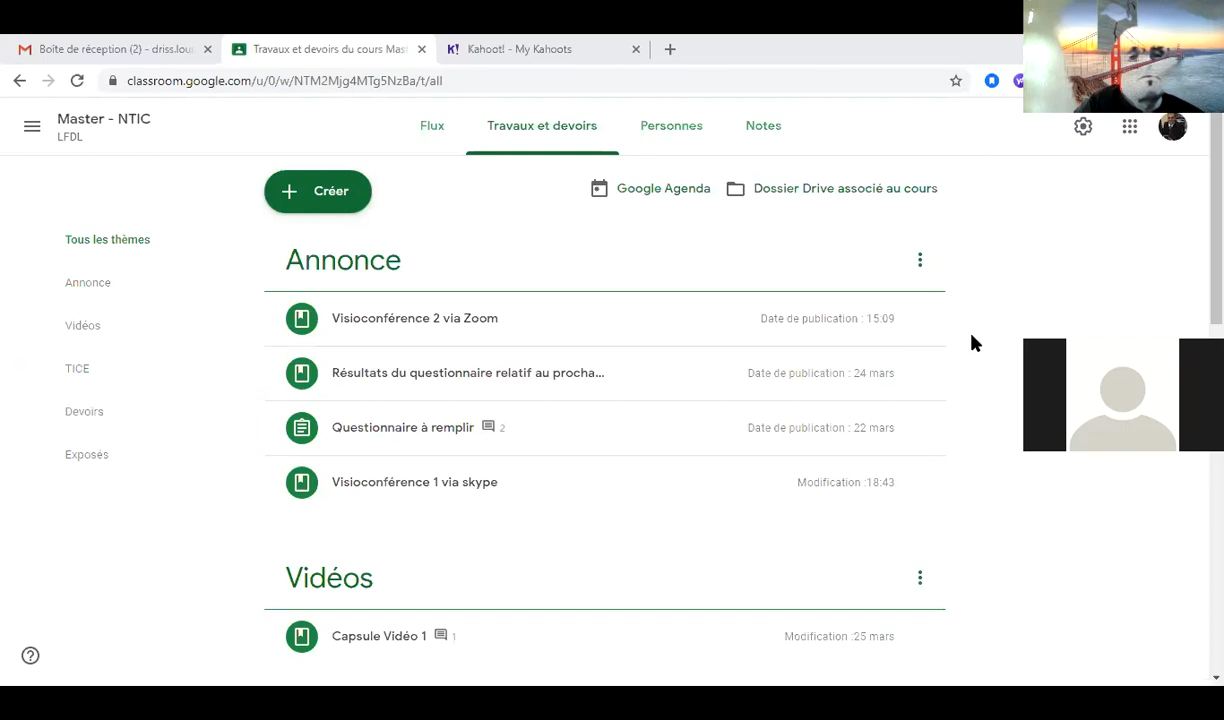 Boîte de réception (2) - driss.lou
Travaux et devoirs du cours Mast
K! Kahoot! - My Kahoots
classroom.google.com/u/0/w/NTM2Mjg4MTg5NzBa/t/all
Master - NTIC
LFDL
Flux
Travaux et devoirs
Personnes
Notes
Créer
Google Agenda
Dossier Drive associé au cours
Tous les thèmes
Annonce
Vidéos
TICE
Devoirs
Exposés
Annonce
Visioconférence 2 via Zoom
Date de publication : 15:09
Résultats du questionnaire relatif au procha...
Date de publication : 24 mars
Questionnaire à remplir 2
Date de publication : 22 mars
Visioconférence 1 via skype
Modification :18:43
Vidéos
Capsule Vidéo 1 1
Modification :25 mars